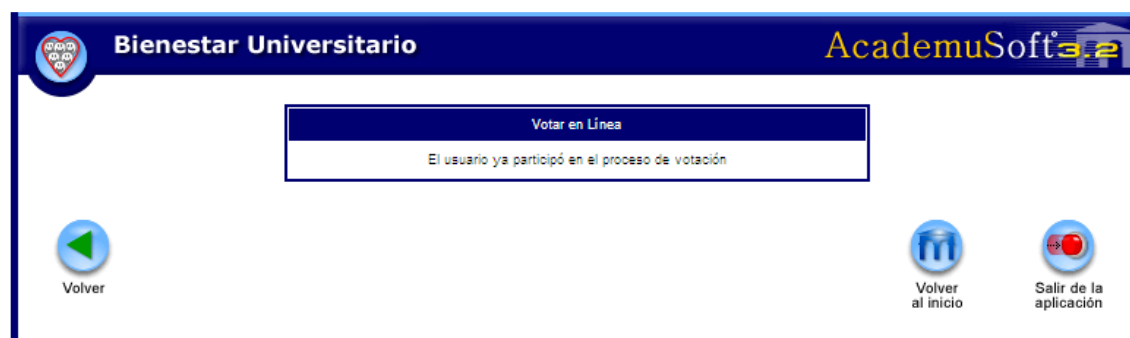 Bienestar Universitario
AcademuSoft 3.2
Votar en Línea
El usuario ya participó en el proceso de votación
Volver
Volver
al inicio
Salir de la
aplicación